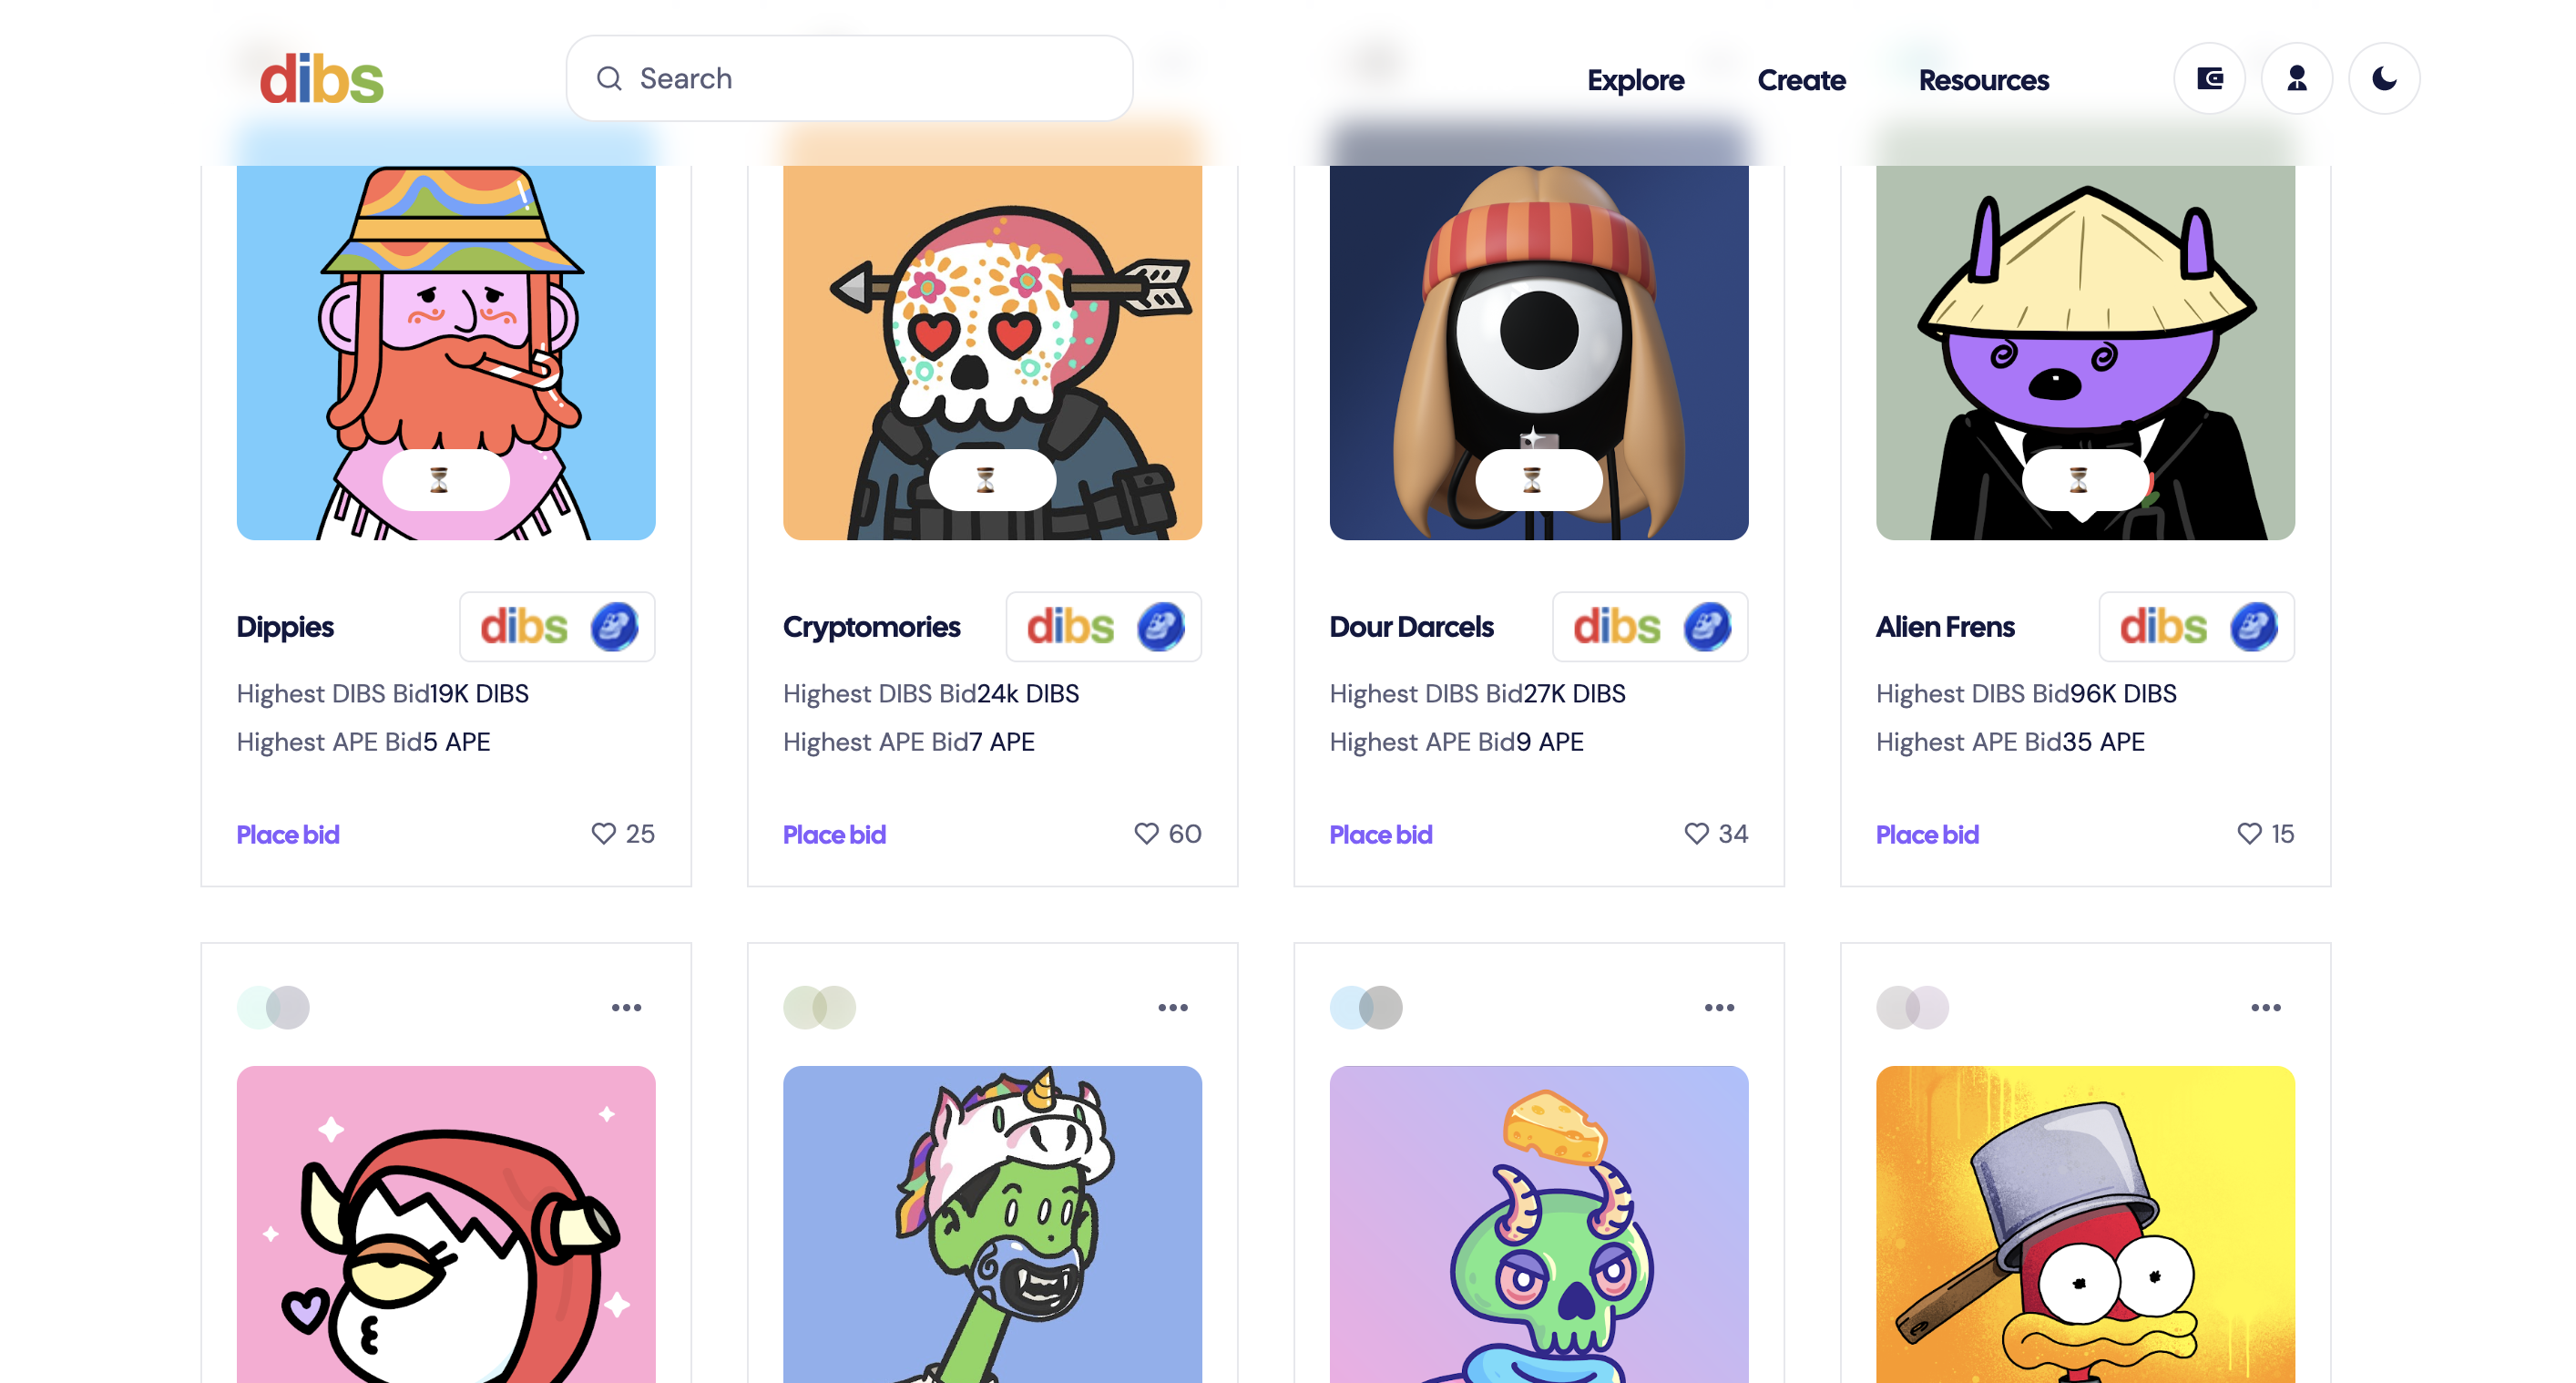 dibs
Search
Explore
Create
Resources
Dippies
dibs
Highest DIBS Bid19K DIBS
Highest APE Bid5 APE
Place bid
25
Cryptomories
dibs
Highest DIBS Bid24k DIBS
Highest APE Bid7 APE
Place bid
60
Dour Darcels
dibs
Highest DIBS Bid27K DIBS
Highest APE Bid9 APE
Place bid
34
Alien Frens
dibs
Highest DIBS Bid96K DIBS
Highest APE Bid35 APE
Place bid
15